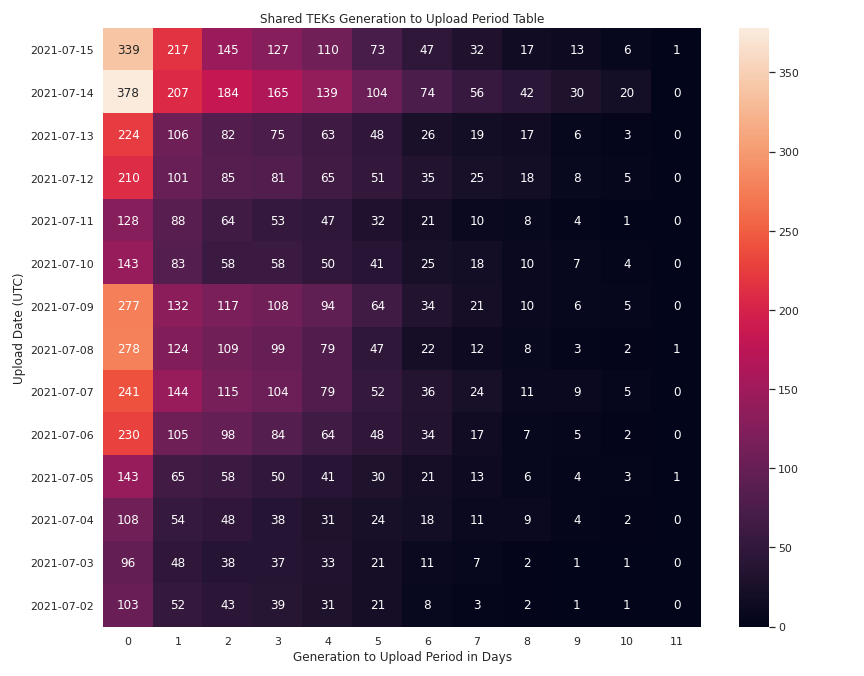 Shared TEKs Generation to Upload Period Table
Upload Date (UTC)
2021-07-15 339 217 145 127 110 73 47 32 17 13 6 1
2021-07-14 378 207 184 165 139 104 74 56 42 30 20 0
2021-07-13 224 106 82 75 63 48 26 19 17 6 3 0
2021-07-12 210 101 85 81 65 51 35 25 18 8 5 0
2021-07-11 128 88 64 53 47 32 21 10 8 4 1 0
2021-07-10 143 83 58 58 50 41 25 18 10 7 4 0
2021-07-09 277 132 117 108 94 64 34 21 10 6 5 0
2021-07-08 278 124 109 99 79 47 22 12 8 3 2 1
2021-07-07 241 144 115 104 79 52 36 24 11 9 5 0
2021-07-06 230 105 98 84 64 48 34 17 7 5 2 0
2021-07-05 143 65 58 50 41 30 21 13 6 4 3 1
2021-07-04 108 54 48 38 31 24 18 11 9 4 2 0
2021-07-03 96 48 38 37 33 21 11 7 2 1 1 0
2021-07-02 103 52 43 39 31 21 8 3 2 1 1 0
0 1 2 3 4 5 6 7 8 9 10 11
Generation to Upload Period in Days
350
300
250
200
150
100
50
0